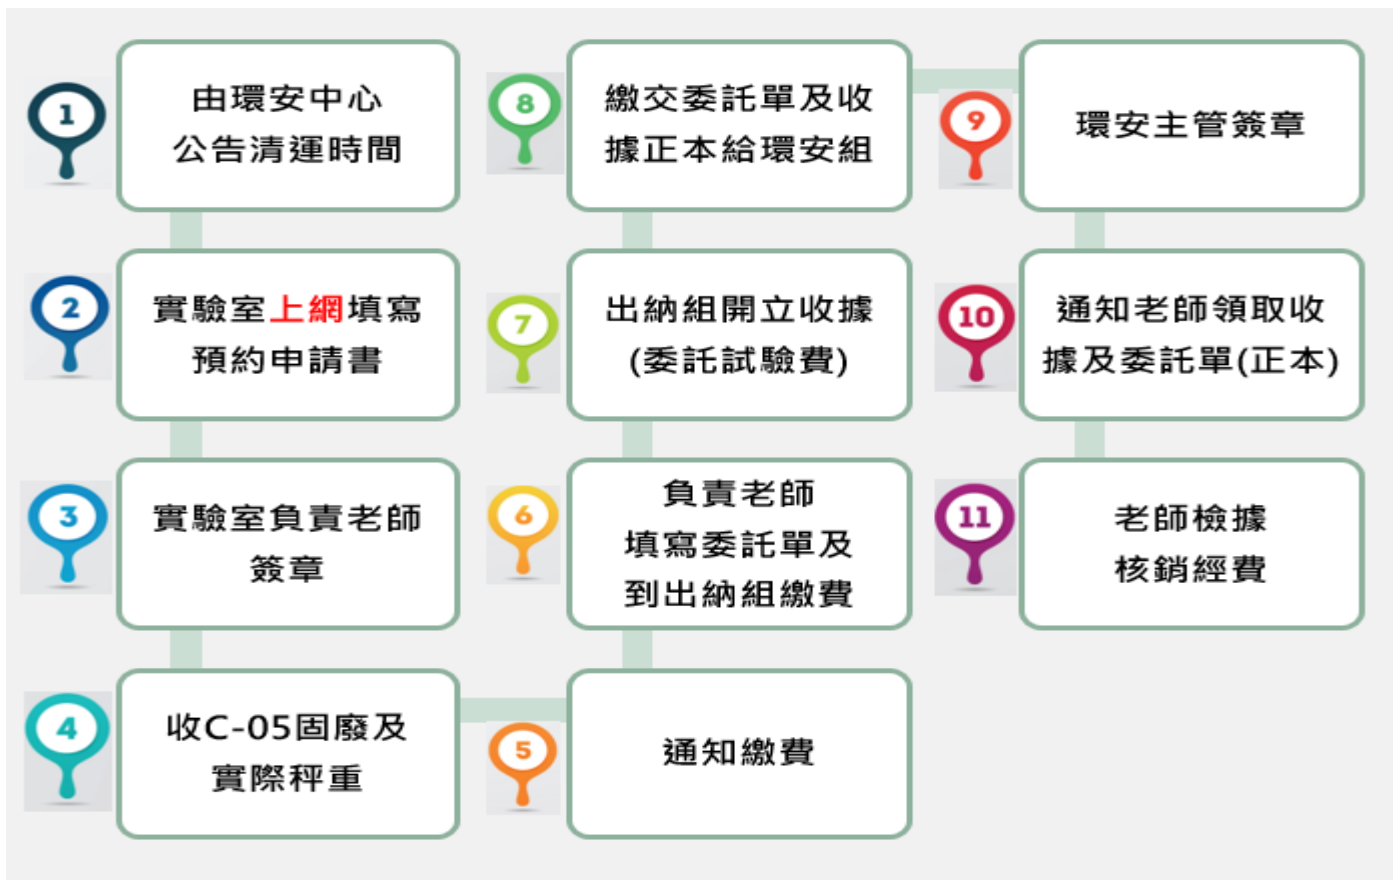 1
由環安中心
公告清運時間
2
實驗室上網填寫
預約申請書
3
實驗室負責老師
簽章
4
收C-05固廢及
實際秤重
5
通知繳費
6
負責老師
填寫委託單及
到出納組繳費
7
出納組開立收據
(委託試驗費)
8
繳交委託單及收
據正本給環安組
9
環安主管簽章
10
通知老師領取收
據及委託單(正本)
11
老師檢據
核銷經費